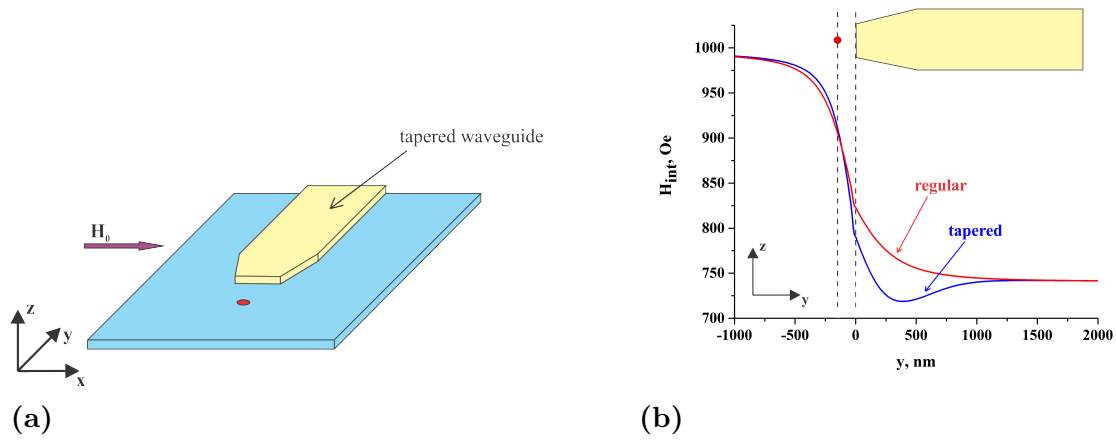 tapered waveguide
H0
z
y
x
(a)
1000
950
900
850
800
750
700
Hint, Oe
regular
tapered
z
y
-1000
-500
0
500
1000
1500
2000
y, nm
(b)